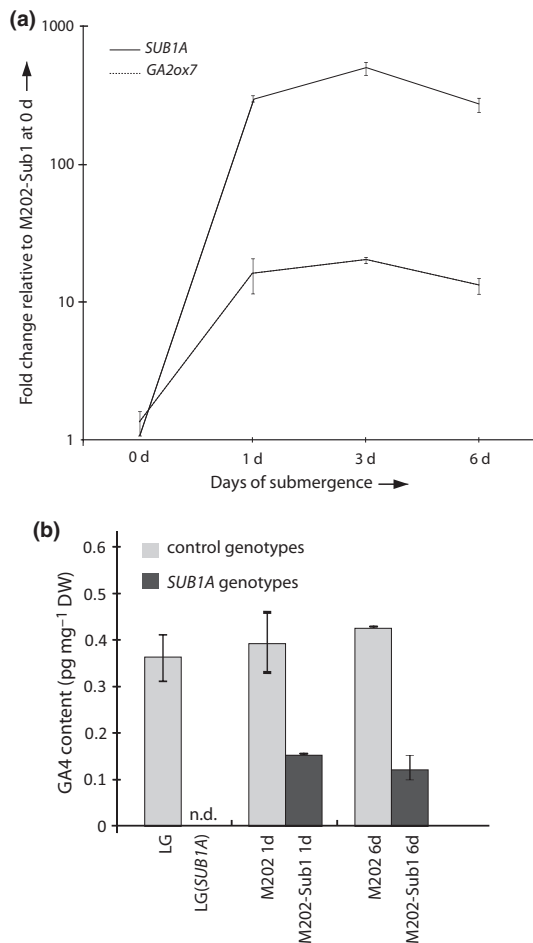 (a)
1000
100
10
1
Fold change relative to M202-Sub1 at 0 d
SUB1A
GA2ox7
0 d 1 d 3 d 6 d
Days of submergence
(b)
0.6
0.5
0.4
0.3
0.2
0.1
0
GA4 content (pg mg⁻¹ DW)
control genotypes
SUB1A genotypes
n.d.
LG
LG(SUB1A)
M202 1d
M202-Sub1 1d
M202 6d
M202-Sub1 6d